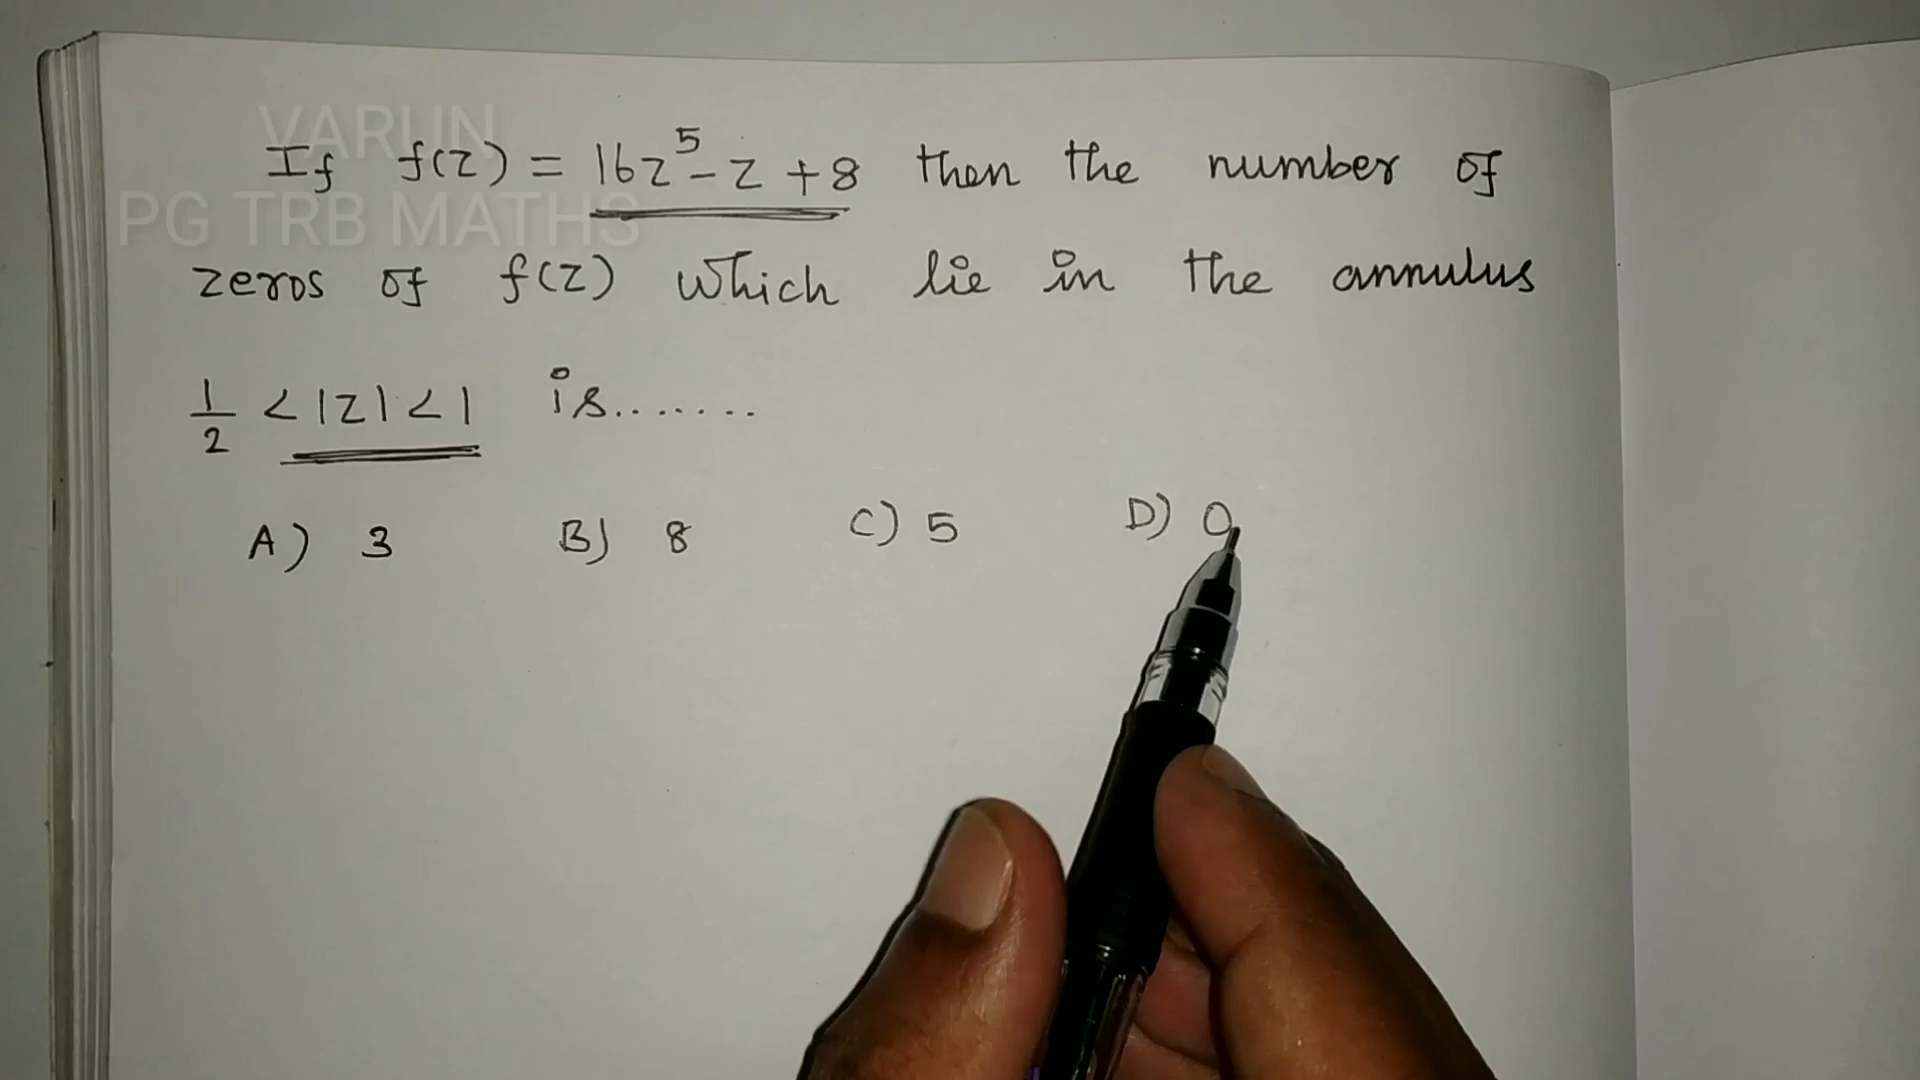 VARUN
PG TRB MATHS
If f(z) = 16z⁵ - z + 8 then the number of
zeros of f(z) which lie in the annulus
1/2 < |z| < 1 is.......
A) 3 B) 8 C) 5 D) 0